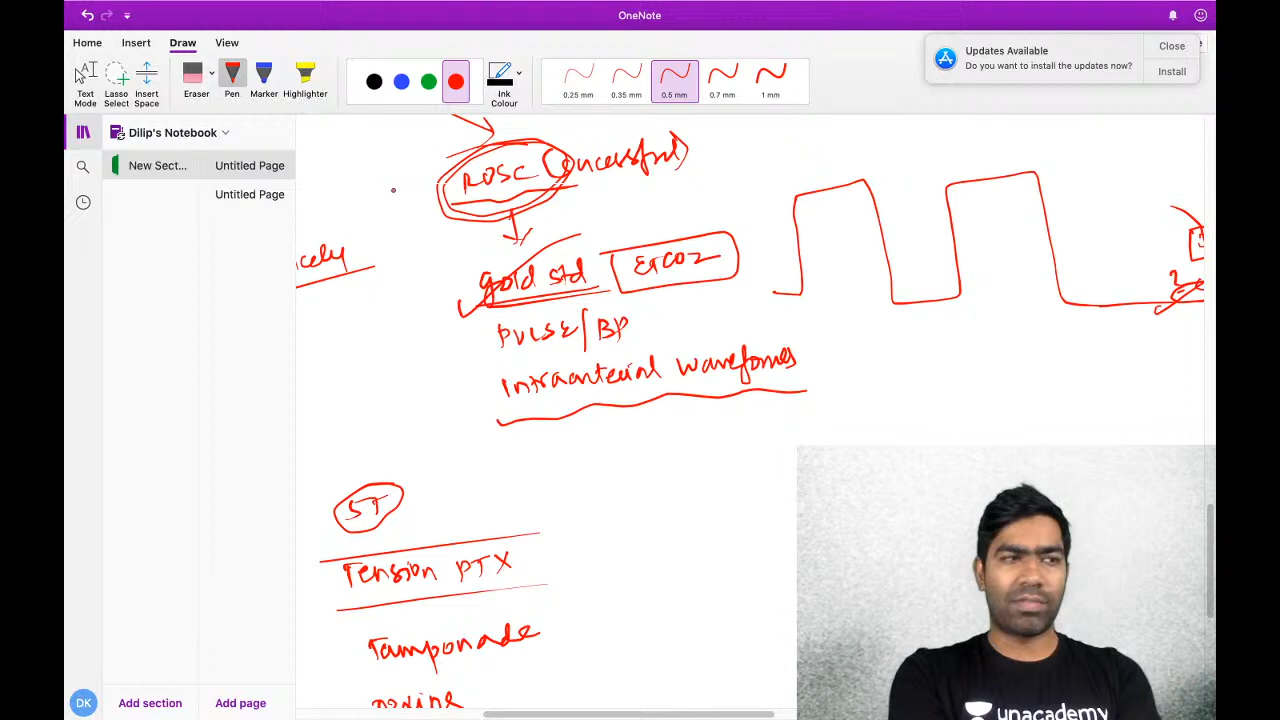 OneNote
Home Insert Draw View
Updates Available
Do you want to install the updates now?
Close
Install
Text Mode
Lasso Select
Insert Space
Eraser
Pen
Marker
Highlighter
Ink Colour
0.25 mm
0.35 mm
0.5 mm
0.7 mm
1 mm
Dilip's Notebook
New Sect...
Untitled Page
Untitled Page
ROSC (Sucessful)
gold std
EtCO2
PULSE/BP
Intraarterial waveforms
5T
Tension PTX
Tamponade
DK
Add section
Add page
unacademy